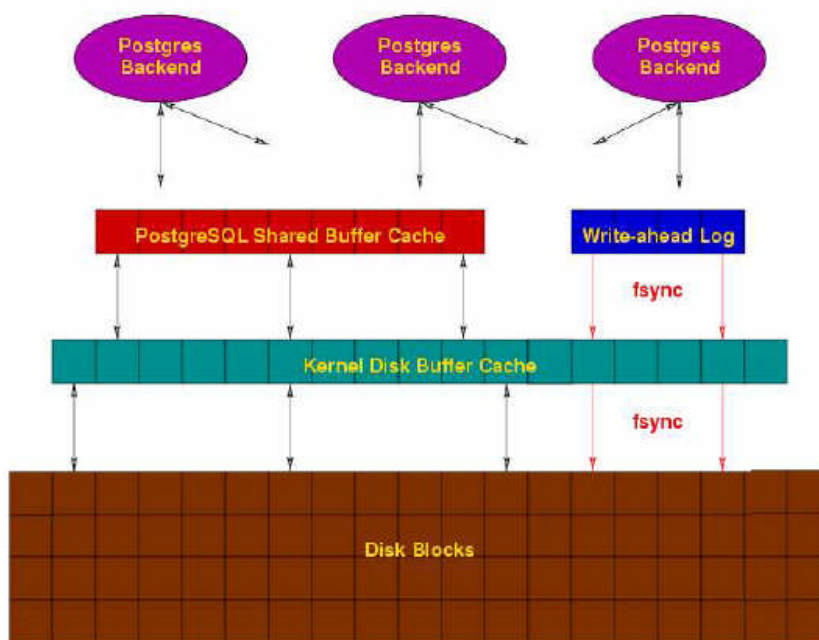 Postgres
Backend
Postgres
Backend
Postgres
Backend
PostgreSQL Shared Buffer Cache
Write-ahead Log
fsync
Kernel Disk Buffer Cache
fsync
Disk Blocks